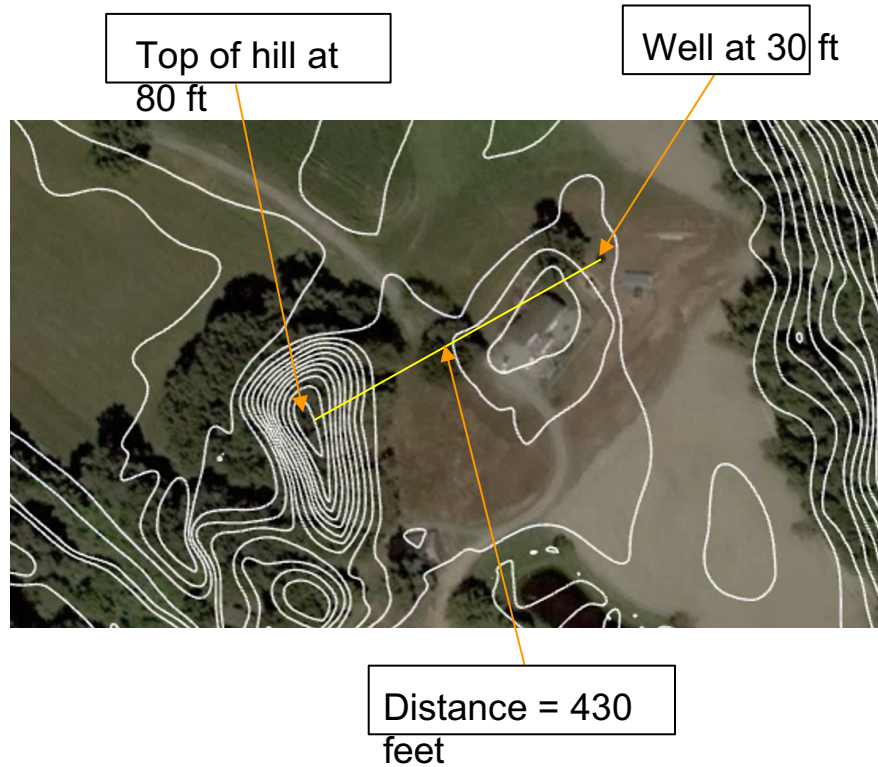 Top of hill at
80 ft
Well at 30 ft
Distance = 430
feet